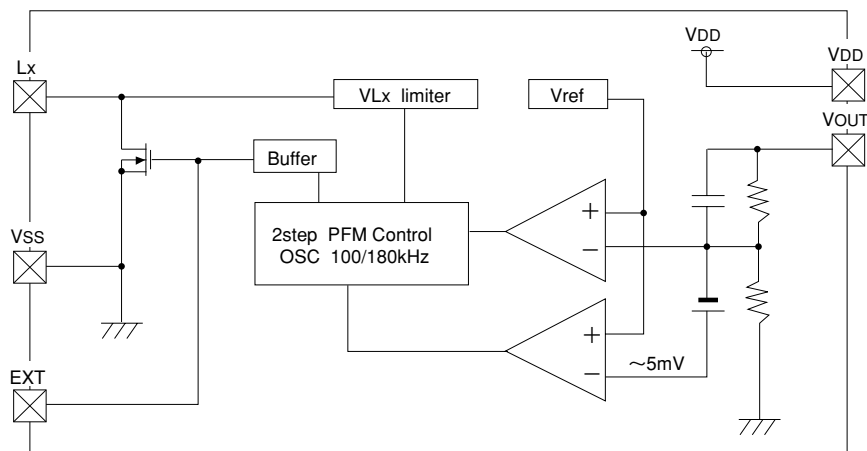 VDD
VDD
Lx
VLx limiter
Vref
VOUT
Buffer
2step PFM Control
OSC 100/180kHz
+
−
VSS
+
−
～5mV
EXT